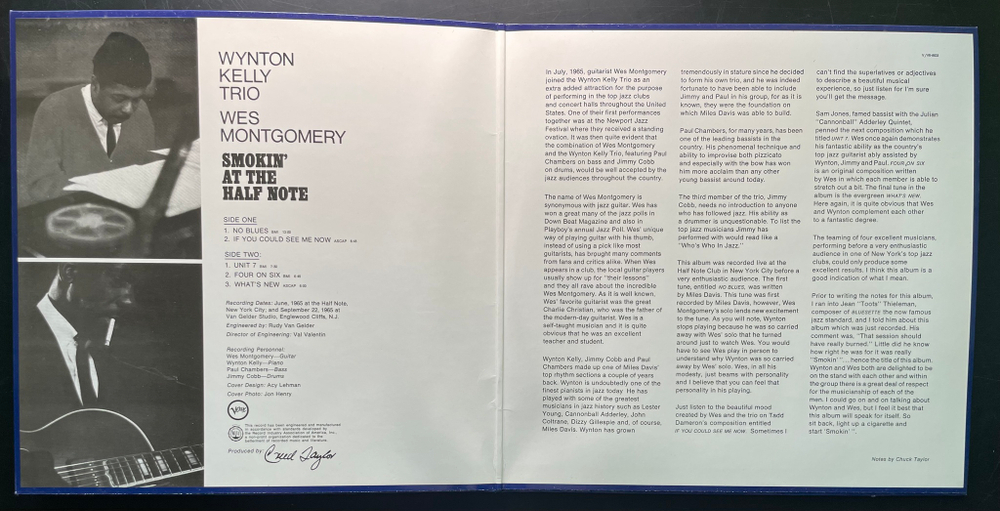 WYNTON
KELLY
TRIO
WES
MONTGOMERY
SMOKIN'
AT THE
HALF NOTE
SIDE ONE
1. NO BLUES BMI
2. IF YOU COULD SEE ME NOW ASCAP
SIDE TWO:
1. UNIT 7 BMI
2. FOUR ON SIX BMI
3. WHAT'S NEW ASCAP
Recording Dates: June, 1965 at the Half Note,
New York City; and September 22, 1965 at
Van Gelder Studio, Englewood Cliffs, N.J.
Engineered by: Rudy Van Gelder
Director of Engineering: Val Valentin
Recording Personnel:
Wes Montgomery—Guitar
Wynton Kelly—Piano
Paul Chambers—Bass
Jimmy Cobb—Drums
Cover Design: Acy Lehman
Cover Photo: Jon Henry
Verve
This record has been engineered and manufactured
in accordance with standards developed by
the Record Industry Association of America, Inc.,
a non-profit organization dedicated to the
betterment of recorded music and literature.
Produced by: Creed Taylor
In July, 1965, guitarist Wes Montgomery
joined the Wynton Kelly Trio as an
extra added attraction for the purpose
of performing in the top jazz clubs
and concert halls throughout the United
States. One of their first performances
together was at the Newport Jazz
Festival where they received a standing
ovation. It was then quite evident that
the combination of Wes Montgomery
and the Wynton Kelly Trio, featuring Paul
Chambers on bass and Jimmy Cobb
on drums, would be well accepted by the
jazz audiences throughout the country.
The name of Wes Montgomery is
synonymous with jazz guitar. Wes has
won a great many of the jazz polls in
Down Beat Magazine and also in
Playboy's annual Jazz Poll. Wes' unique
way of playing guitar with his thumb,
instead of using a pick like most
guitarists, has brought many comments
from fans and critics alike. When Wes
appears in a club, the local guitar players
usually show up for "their lessons"
and they all rave about the incredible
Wes Montgomery. As it is well known,
Wes' favorite guitarist was the great
Charlie Christian, who was the father of
the modern-day guitarist. Wes is a
self-taught musician and it is quite
obvious that he was an excellent
teacher and student.
Wynton Kelly, Jimmy Cobb and Paul
Chambers made up one of Miles Davis'
top rhythm sections a couple of years
back. Wynton is undoubtedly one of the
finest pianists in jazz today. He has
played with some of the greatest
musicians in jazz history such as Lester
Young, Cannonball Adderley, John
Coltrane, Dizzy Gillespie and, of course,
Miles Davis. Wynton has grown
tremendously in stature since he decided
to form his own trio, and he was indeed
fortunate to have been able to include
Jimmy and Paul in his group, for as it is
known, they were the foundation on
which Miles Davis was able to build.
Paul Chambers, for many years, has been
one of the leading bassists in the
country. His phenomenal technique and
ability to improvise both pizzicato
and especially with the bow has won
him more acclaim than any other
young bassist around today.
The third member of the trio, Jimmy
Cobb, needs no introduction to anyone
who has followed jazz. His ability as
a drummer is unquestionable. To list the
top jazz musicians Jimmy has
performed with would read like a
"Who's Who In Jazz."
This album was recorded live at the
Half Note Club in New York City before a
very enthusiastic audience. The first
tune, entitled NO BLUES, was written
by Miles Davis. This tune was first
recorded by Miles Davis, however, Wes
Montgomery's solo lends new excitement
to the tune. As you will note, Wynton
stops playing because he was so carried
away with Wes' solo that he turned
around just to watch Wes. You would
have to see Wes play in person to
understand why Wynton was so carried
away by Wes' solo. Wes, in all his
modesty, just beams with personality
and I believe that you can feel that
personality in his playing.
Just listen to the beautiful mood
created by Wes and the trio on Tadd
Dameron's composition entitled
IF YOU COULD SEE ME NOW. Sometimes I
can't find the superlatives or adjectives
to describe a beautiful musical
experience, so just listen for I'm sure
you'll get the message.
Sam Jones, famed bassist with the Julian
"Cannonball" Adderley Quintet,
penned the next composition which he
titled UNIT 7. Wes once again demonstrates
his fantastic ability as the country's
top jazz guitarist ably assisted by
Wynton, Jimmy and Paul. FOUR ON SIX
is an original composition written
by Wes in which each member is able to
stretch out a bit. The final tune in the
album is the evergreen WHAT'S NEW.
Here again, it is quite obvious that Wes
and Wynton complement each other
to a fantastic degree.
The teaming of four excellent musicians,
performing before a very enthusiastic
audience in one of New York's top jazz
clubs, could only produce some
excellent results. I think this album is a
good indication of what I mean.
Prior to writing the notes for this album,
I ran into Jean "Toots" Thieleman,
composer of BLUESETTE the now famous
jazz standard, and I told him about this
album which was just recorded. His
comment was, "That session should
have really burned." Little did he know
how right he was for it was really
"Smokin' "....hence the title of this album.
Wynton and Wes both are delighted to be
on the stand with each other and within
the group there is a great deal of respect
for the musicianship of each of the
men. I could go on and on talking about
Wynton and Wes, but I feel it best that
this album will speak for itself. So
sit back, light up a cigarette and
start 'Smokin' ".
Notes by Chuck Taylor